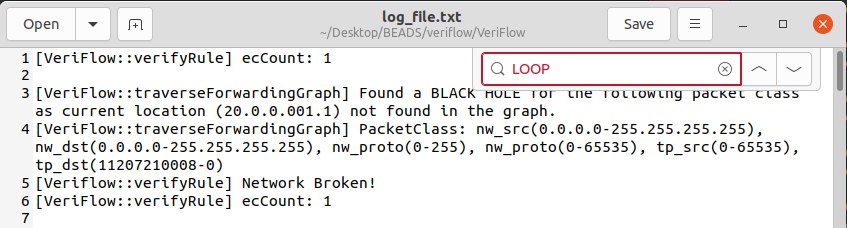 Open
log_file.txt
~/Desktop/BEADS/veriflow/VeriFlow
Save
LOOP
1 [VeriFlow::verifyRule] ecCount: 1
2
3 [VeriFlow::traverseForwardingGraph] Found a BLACK HOLE for the following packet class
as current location (20.0.0.001.1) not found in the graph.
4 [VeriFlow::traverseForwardingGraph] PacketClass: nw_src(0.0.0.0-255.255.255.255),
nw_dst(0.0.0.0-255.255.255.255), nw_proto(0-255), nw_proto(0-65535), tp_src(0-65535),
tp_dst(11207210008-0)
5 [VeriFlow::verifyRule] Network Broken!
6 [VeriFlow::verifyRule] ecCount: 1
7